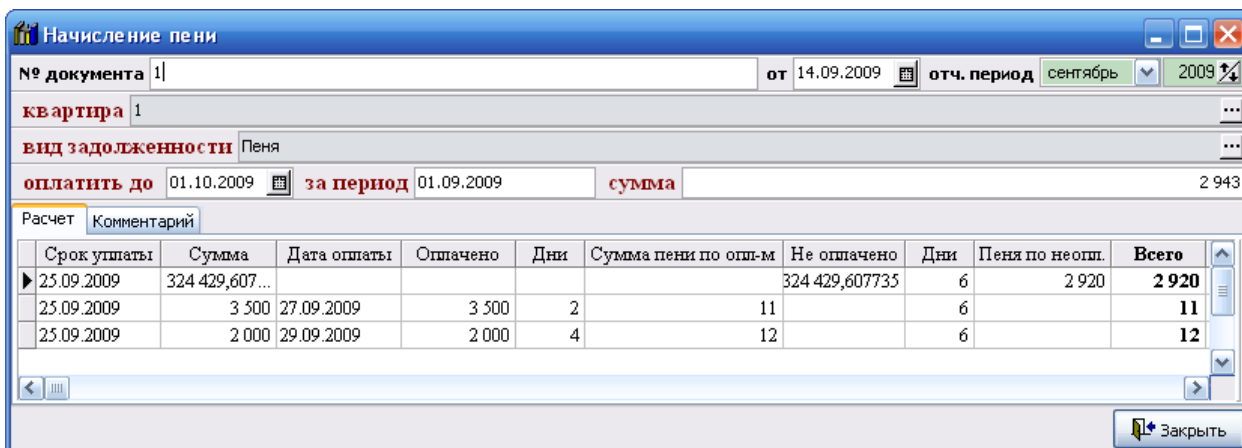 Начисление пени
№ документа 1 от 14.09.2009 отч. период сентябрь 2009
квартира 1 ...
вид задолженности Пеня ...
оплатить до 01.10.2009 за период 01.09.2009 сумма 2 943
Расчет Комментарий
Срок уплаты Сумма Дата оплаты Оплачено Дни Сумма пени по опл-м Не оплачено Дни Пеня по неопл. Всего
25.09.2009 324 429,607... 324 429,607735 6 2 920 2 920
25.09.2009 3 500 27.09.2009 3 500 2 11 6 11
25.09.2009 2 000 29.09.2009 2 000 4 12 6 12
Закрыть